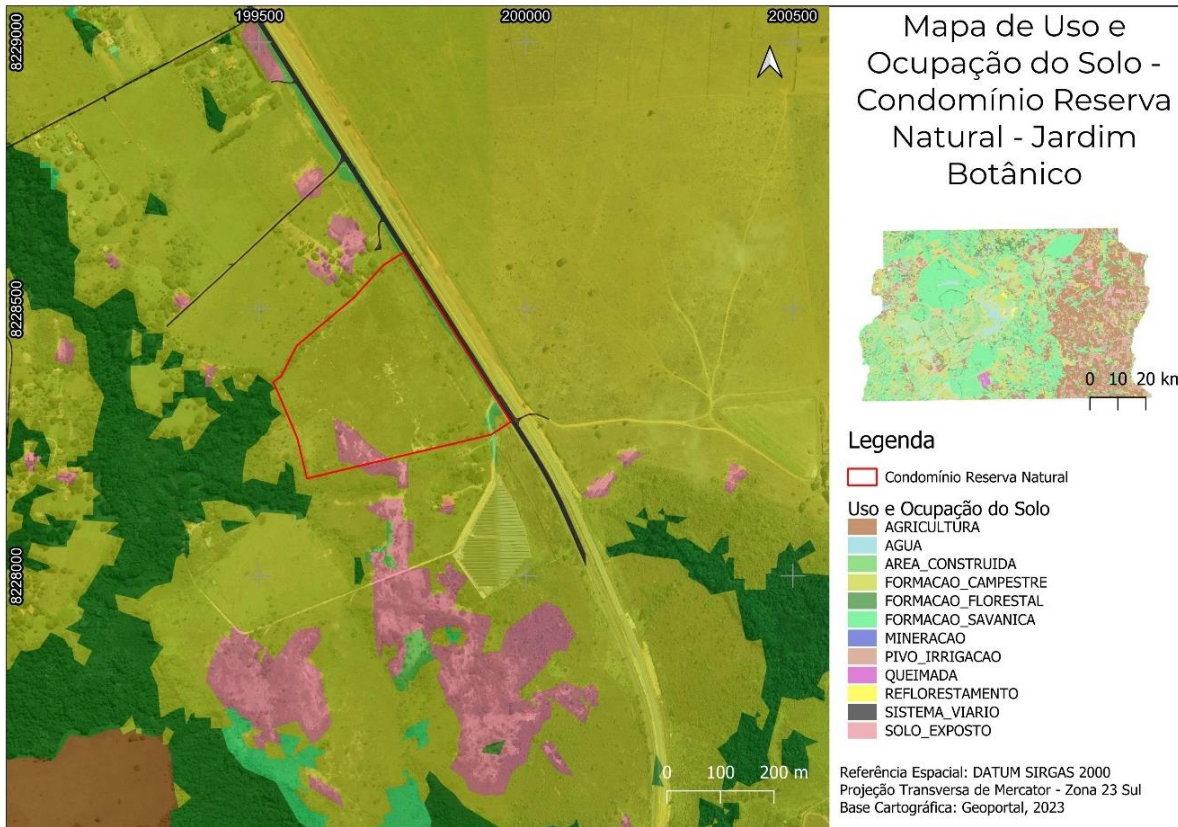 199500
200000
200500
8229000
8228500
8228000
0 100 200 m
Mapa de Uso e
Ocupação do Solo -
Condomínio Reserva
Natural - Jardim
Botânico
0 10 20 km
Legenda
Condomínio Reserva Natural
Uso e Ocupação do Solo
AGRICULTURA
AGUA
AREA_CONSTRUIDA
FORMACAO_CAMPESTRE
FORMACAO_FLORESTAL
FORMACAO_SAVANICA
MINERACAO
PIVO_IRRIGACAO
QUEIMADA
REFLORESTAMENTO
SISTEMA_VIARIO
SOLO_EXPOSTO
Referência Espacial: DATUM SIRGAS 2000
Projeção Transversa de Mercator - Zona 23 Sul
Base Cartográfica: Geoportal, 2023